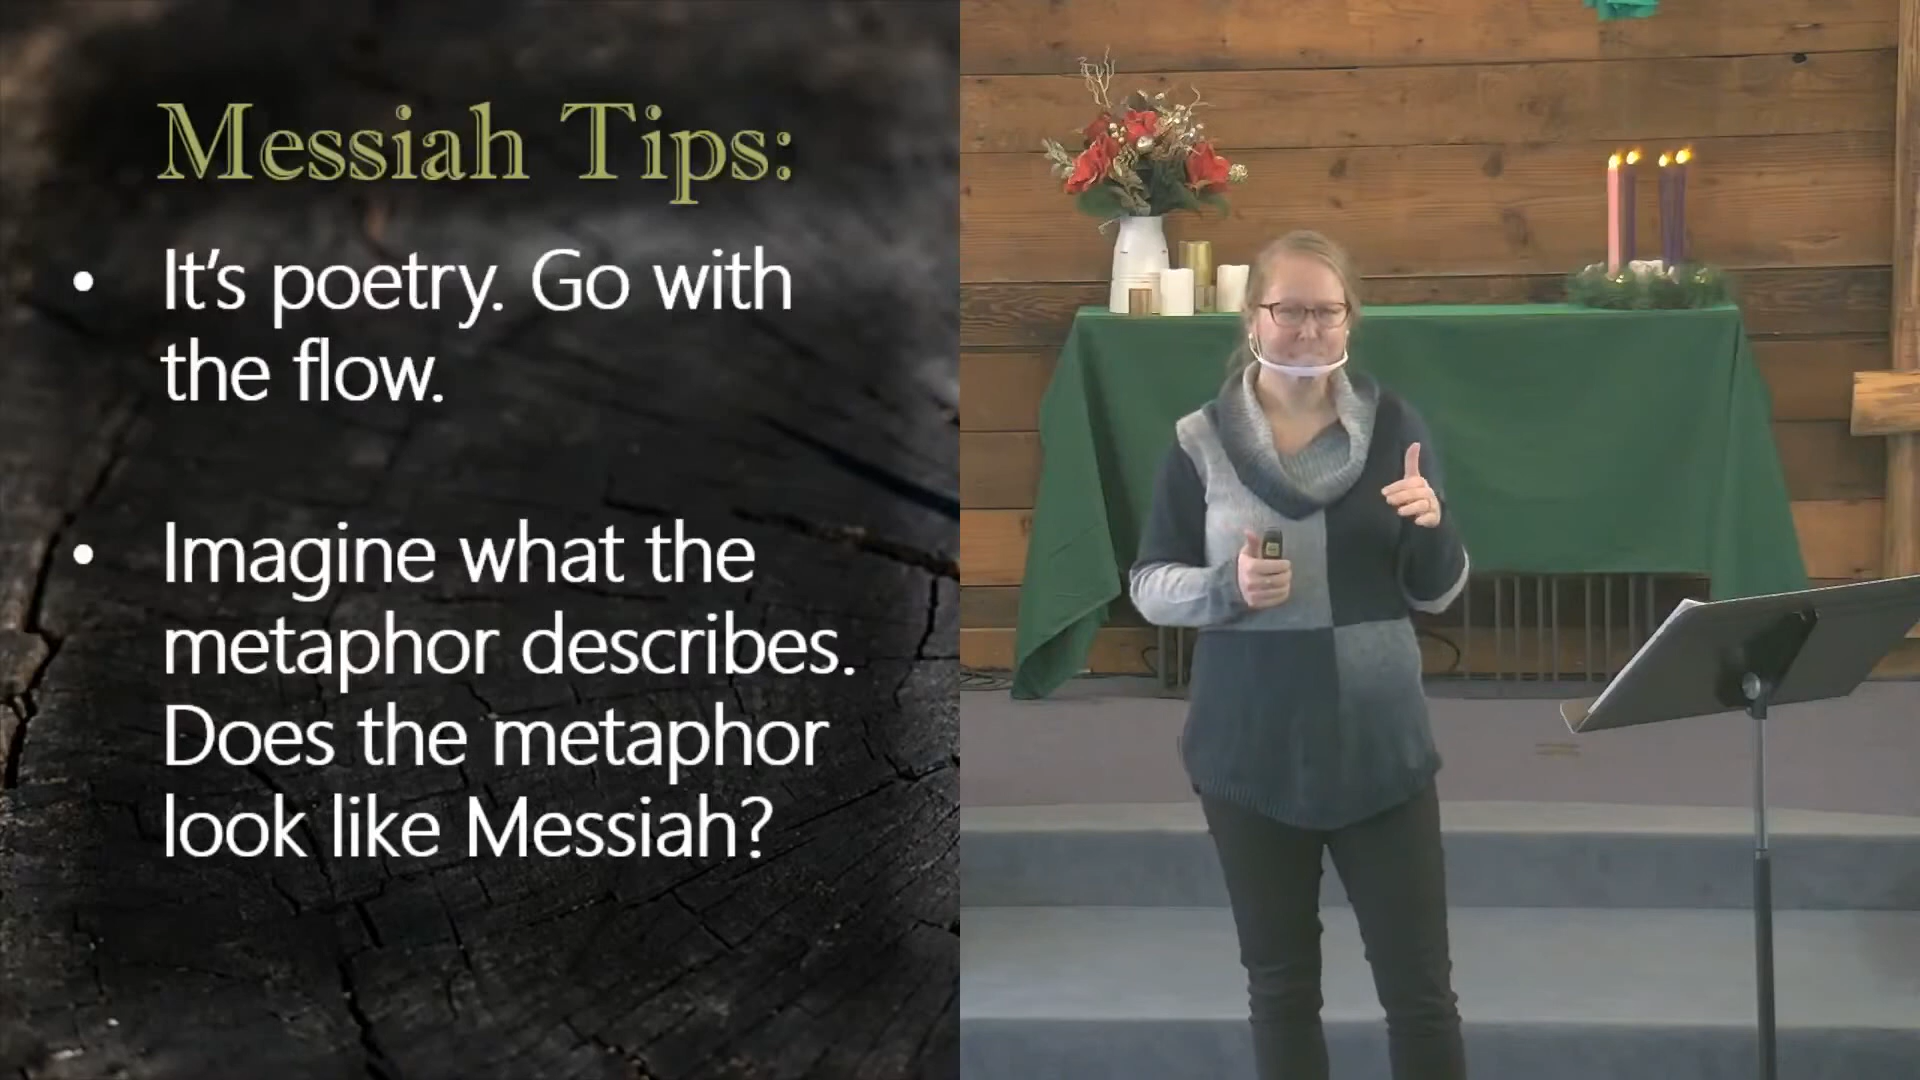 Messiah Tips:
• It's poetry. Go with
the flow.
• Imagine what the
metaphor describes.
Does the metaphor
look like Messiah?